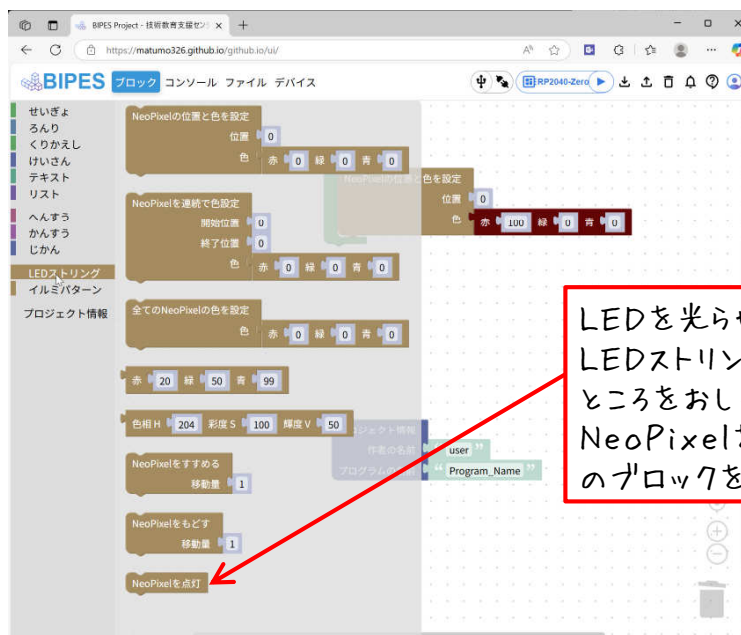 BIPES Project - 技術教育支援セン
https://matumo326.github.io/github.io/ui/
BIPES ブロック コンソール ファイル デバイス RP2040-Zero
せいぎょ
ろんり
くりかえし
けいさん
テキスト
リスト
へんすう
かんすう
じかん
LEDストリング
イルミパターン
プロジェクト情報
NeoPixelの位置と色を設定
位置 0
色 赤 0 緑 0 青 0
NeoPixelを連続で色設定
開始位置 0
終了位置 0
色 赤 0 緑 0 青 0
全てのNeoPixelの色を設定
色 赤 0 緑 0 青 0
赤 20 緑 50 青 99
色相 H 204 彩度 S 100 輝度 V 50
NeoPixelをすすめる
移動量 1
NeoPixelをもどす
移動量 1
NeoPixelを点灯
NeoPixelの位置と色を設定
位置 0
色 赤 100 緑 0 青 0
プロジェクト情報
作者の名前 “ user ”
プログラムの “ Program_Name ”
LEDを光らせ
LEDストリン
ところをおし
NeoPixelを
のブロックを